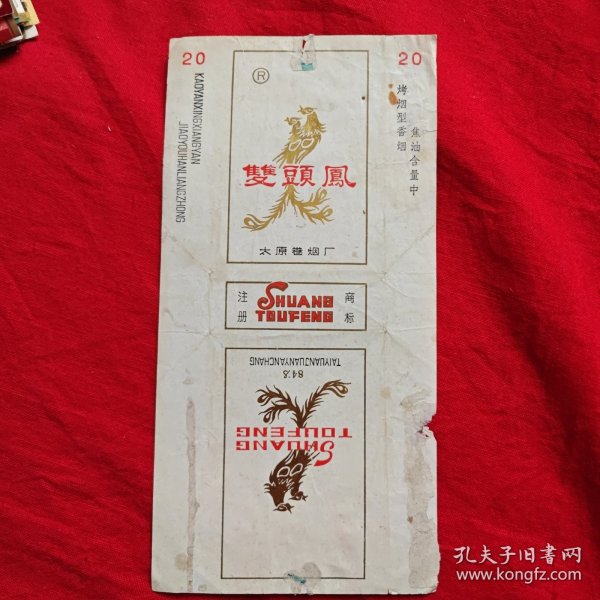 20
20
KAOYANXINGXIANGYAN
JIAOYOUHANLIANGZHONG
烤烟型香烟
焦油含量中
®
雙頭鳳
太原卷烟厂
注册
SHUANG
TOUFENG
商标
TAIYUANJUANYANCHANG
84%
SHUANG
TOUFENG
孔夫子旧书网
www.kongfz.com